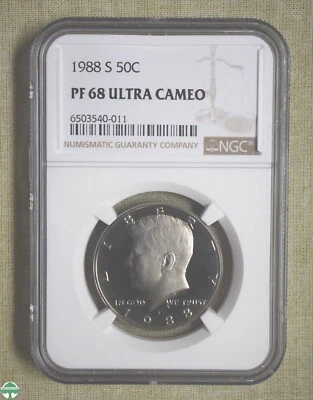 1988 S 50C
PF 68 ULTRA CAMEO
6503540-011
NUMISMATIC GUARANTY COMPANY
NGC®
LIBERTY
IN GOD WE TRUST
1988